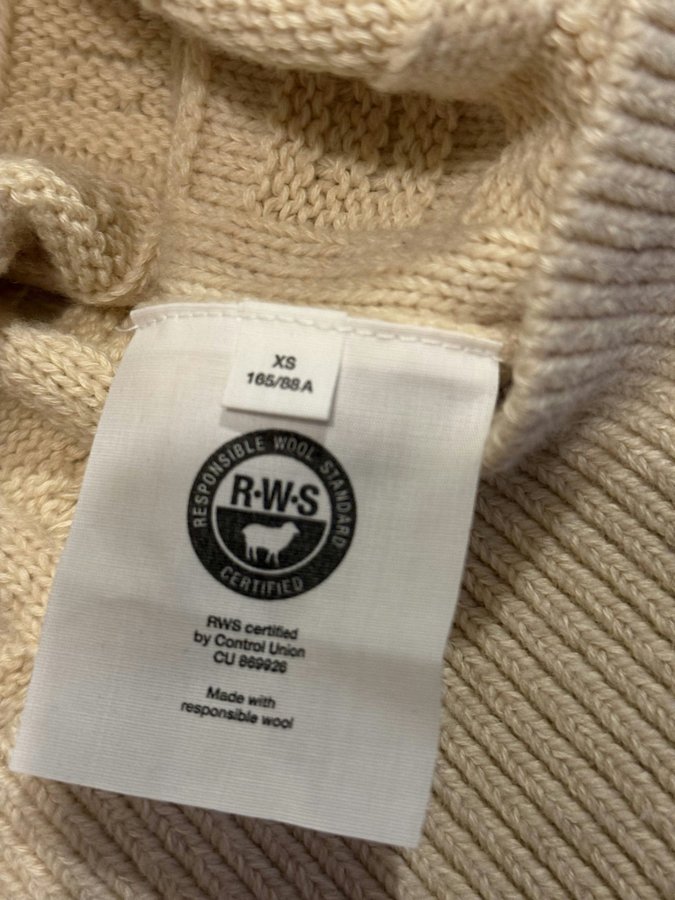 XS
165/88A
RESPONSIBLE WOOL STANDARD
R·W·S
CERTIFIED
RWS certified
by Control Union
CU 869926
Made with
responsible wool